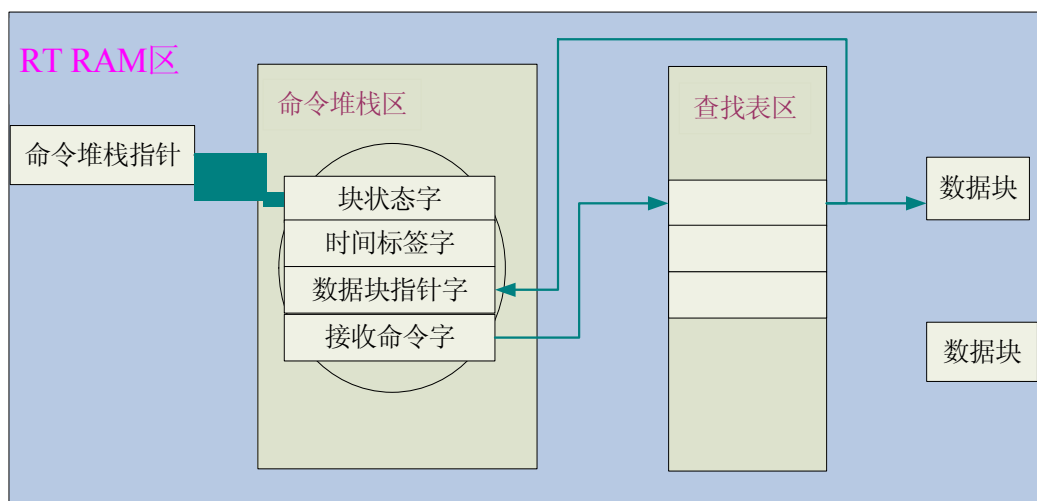 RT RAM区
命令堆栈指针
命令堆栈区
块状态字
时间标签字
数据块指针字
接收命令字
查找表区
数据块
数据块